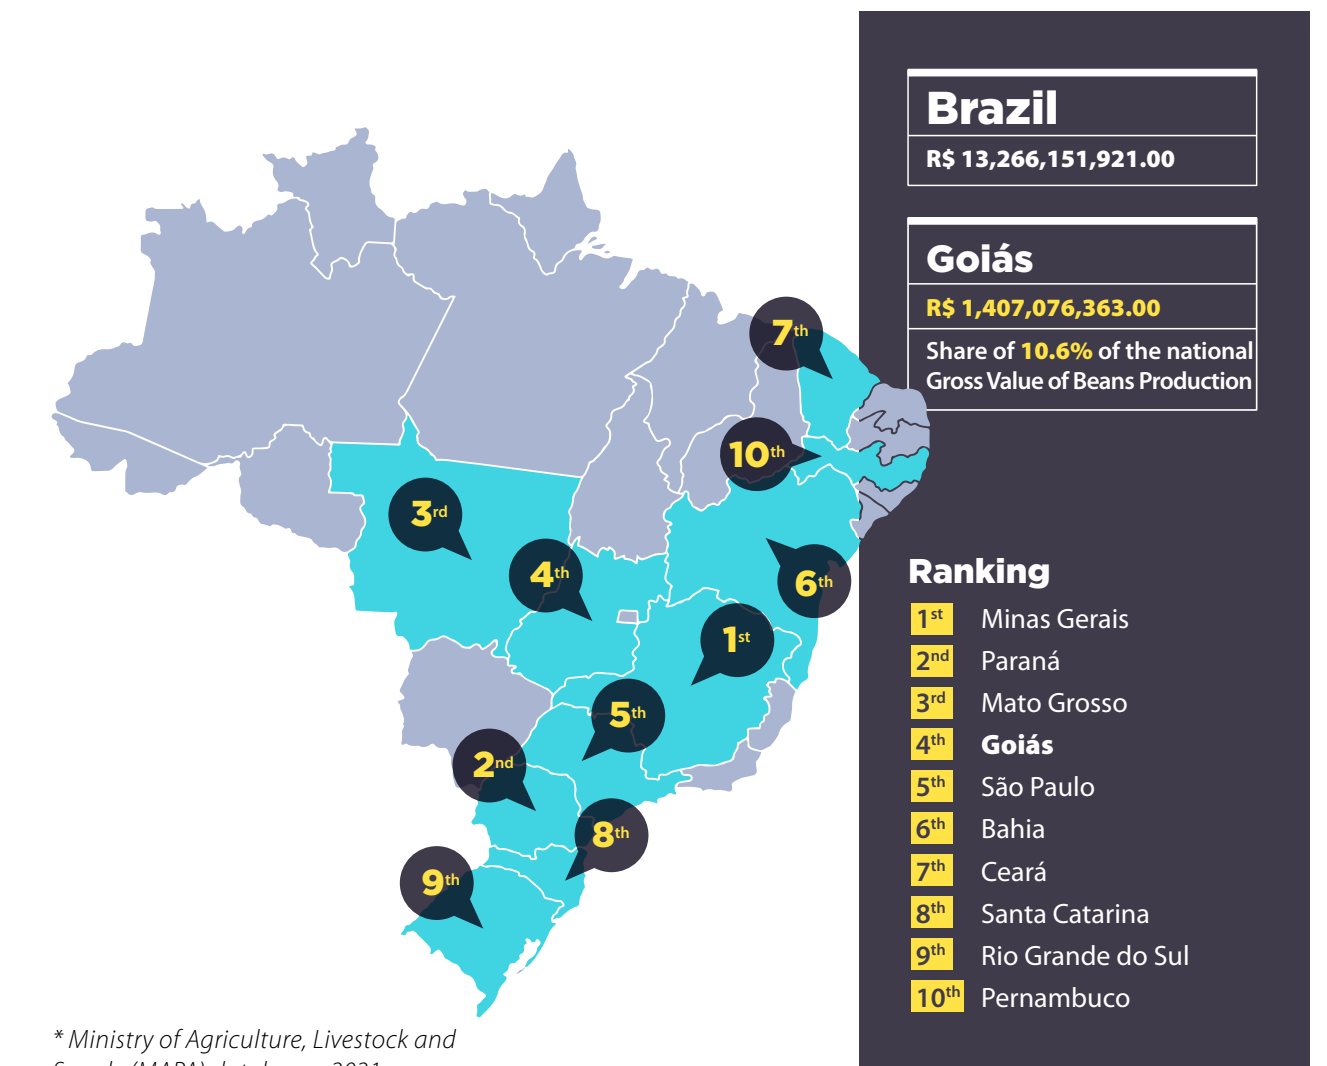 Brazil
R$ 13,266,151,921.00
Goiás
R$ 1,407,076,363.00
Share of 10.6% of the national
Gross Value of Beans Production
7th
10th
3rd
4th
6th
1st
5th
2nd
8th
9th
Ranking
1st Minas Gerais
2nd Paraná
3rd Mato Grosso
4th Goiás
5th São Paulo
6th Bahia
7th Ceará
8th Santa Catarina
9th Rio Grande do Sul
10th Pernambuco
* Ministry of Agriculture, Livestock and
(MAPA) 2021